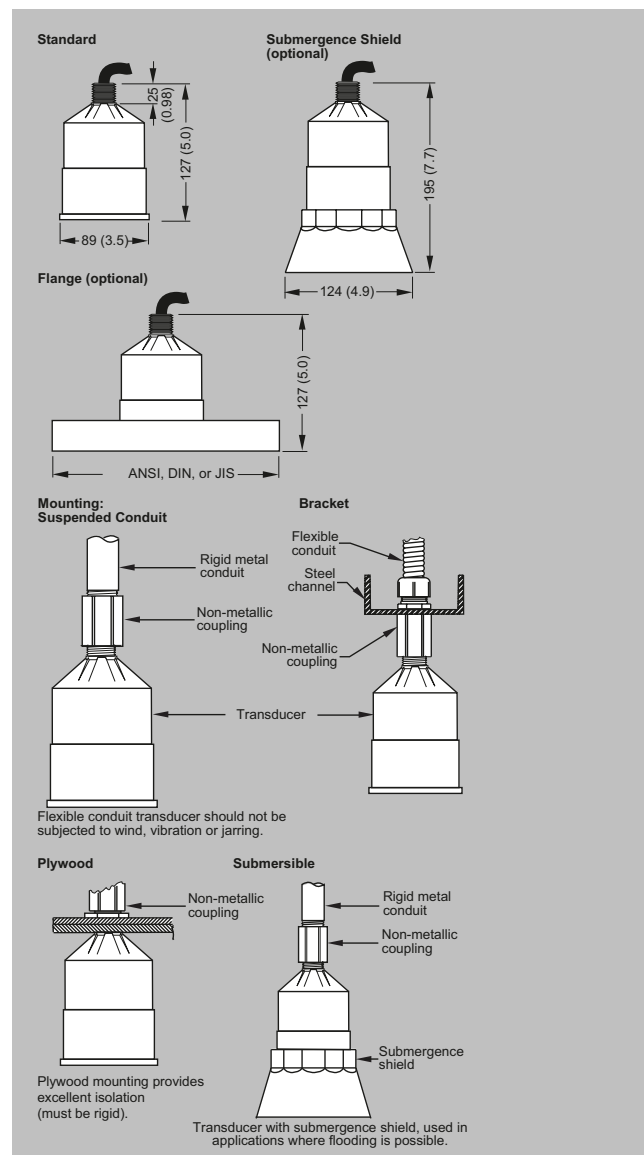 Standard
25
(0.98)
127 (5.0)
89 (3.5)
Submergence Shield
(optional)
195 (7.7)
124 (4.9)
Flange (optional)
127 (5.0)
ANSI, DIN, or JIS
Mounting:
Suspended Conduit
Rigid metal
conduit
Non-metallic
coupling
Bracket
Flexible
conduit
Steel
channel
Non-metallic
coupling
Transducer
Flexible conduit transducer should not be
subjected to wind, vibration or jarring.
Plywood
Non-metallic
coupling
Plywood mounting provides
excellent isolation
(must be rigid).
Submersible
Rigid metal
conduit
Non-metallic
coupling
Submergence
shield
Transducer with submergence shield, used in
applications where flooding is possible.